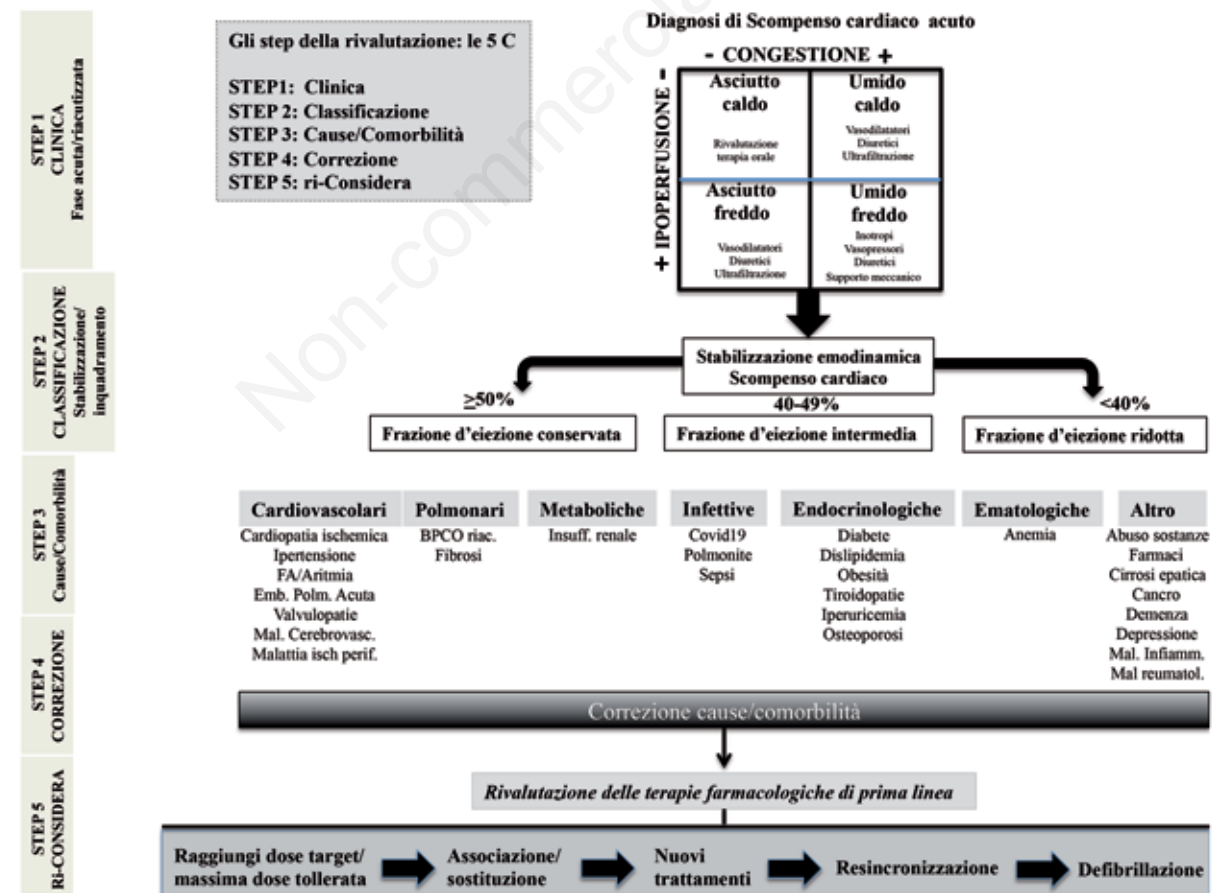 Non-commercia
Diagnosi di Scompenso cardiaco acuto
Gli step della rivalutazione: le 5 C
STEP1: Clinica
STEP 2: Classificazione
STEP 3: Cause/Comorbilità
STEP 4: Correzione
STEP 5: ri-Considera
- CONGESTIONE +
+ IPOPERFUSIONE -
Asciutto
caldo
Rivalutazione
terapia orale
Umido
caldo
Vasodilatatori
Diuretici
Ultrafiltrazione
Asciutto
freddo
Vasodilatatori
Diuretici
Ultrafiltrazione
Umido
freddo
Inotropi
Vasopressori
Diuretici
Supporto meccanico
STEP 1
CLINICA
Fase acuta/riacutizzata
STEP 2
CLASSIFICAZIONE
Stabilizzazione/
inquadramento
Stabilizzazione emodinamica
Scompenso cardiaco
≥50%
40-49%
<40%
Frazione d'eiezione conservata
Frazione d'eiezione intermedia
Frazione d'eiezione ridotta
STEP 3
Cause/Comorbilità
Cardiovascolari
Cardiopatia ischemica
Ipertensione
FA/Aritmia
Emb. Polm. Acuta
Valvulopatie
Mal. Cerebrovasc.
Malattia isch perif.
Polmonari
BPCO riac.
Fibrosi
Metaboliche
Insuff. renale
Infettive
Covid19
Polmonite
Sepsi
Endocrinologiche
Diabete
Dislipidemia
Obesità
Tiroidopatie
Iperuricemia
Osteoporosi
Ematologiche
Anemia
Altro
Abuso sostanze
Farmaci
Cirrosi epatica
Cancro
Demenza
Depressione
Mal. Infiamm.
Mal reumatol.
STEP 4
CORREZIONE
Correzione cause/comorbilità
STEP 5
Ri-CONSIDERA
Rivalutazione delle terapie farmacologiche di prima linea
Raggiungi dose target/
massima dose tollerata
Associazione/
sostituzione
Nuovi
trattamenti
Resincronizzazione
Defibrillazione